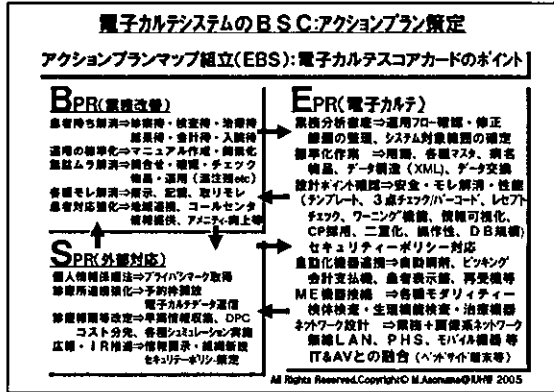 電子カルテシステムのBSC:アクションプラン策定
アクションプランマップ組立(EBS):電子カルテスコアカードのポイント
BPR(業務改善)
患者待ち解消⇒診察待・検査待・治療待
結果待・会計待・入院待
運用の標準化⇒マニュアル作成・簡素化
無駄ムラ解消⇒問合せ・確認・チェック
物品・運用(返注剤etc)
各種モレ解消⇒指示、記載、取りモレ
患者対応強化⇒地域連携、コールセンタ
情報提供、アメニティ向上等
SPR(外部対応)
個人情報保護法⇒プライバシマーク取得
診療所連携強化⇒予約枠開放
電子カルテデータ返信
診療報酬等改定⇒早期情報収集、DPC
コスト分売、各種シュミレーション実施
広報・IR推進⇒情報開示・組織新設
セキュリテーポリシー策定
EPR(電子カルテ)
業務分析徹底⇒運用フロー確認・修正
範囲の整理、システム対象範囲の確定
標準化作業 ⇒用語、各種マスタ、病名
物品、データ構造(XML)、データ交換
設計ポイント確認⇒安全・モレ解消・性能
(テンプレート、3点チェック/バーコード、レセプト
チェック、ワーニング機能、情報可視化、
CP採用、二重化、操作性、DB規模)
セキュリティーポリシー対応
自動化機器連携⇒自動調剤、ピッキング
会計支払機、患者表示盤、再受機等
ME機器接続 ⇒各種モダリティー
検体検査・生理機能検査・治療機器
ネットワーク設計 ⇒業務+画像系ネットワーク
無線LAN、PHS、モバイル機器 等
IT&AVとの融合(ベッドサイド端末等)
All Rights Reserved,Copyright© M.Asonuma@IUHW 2005